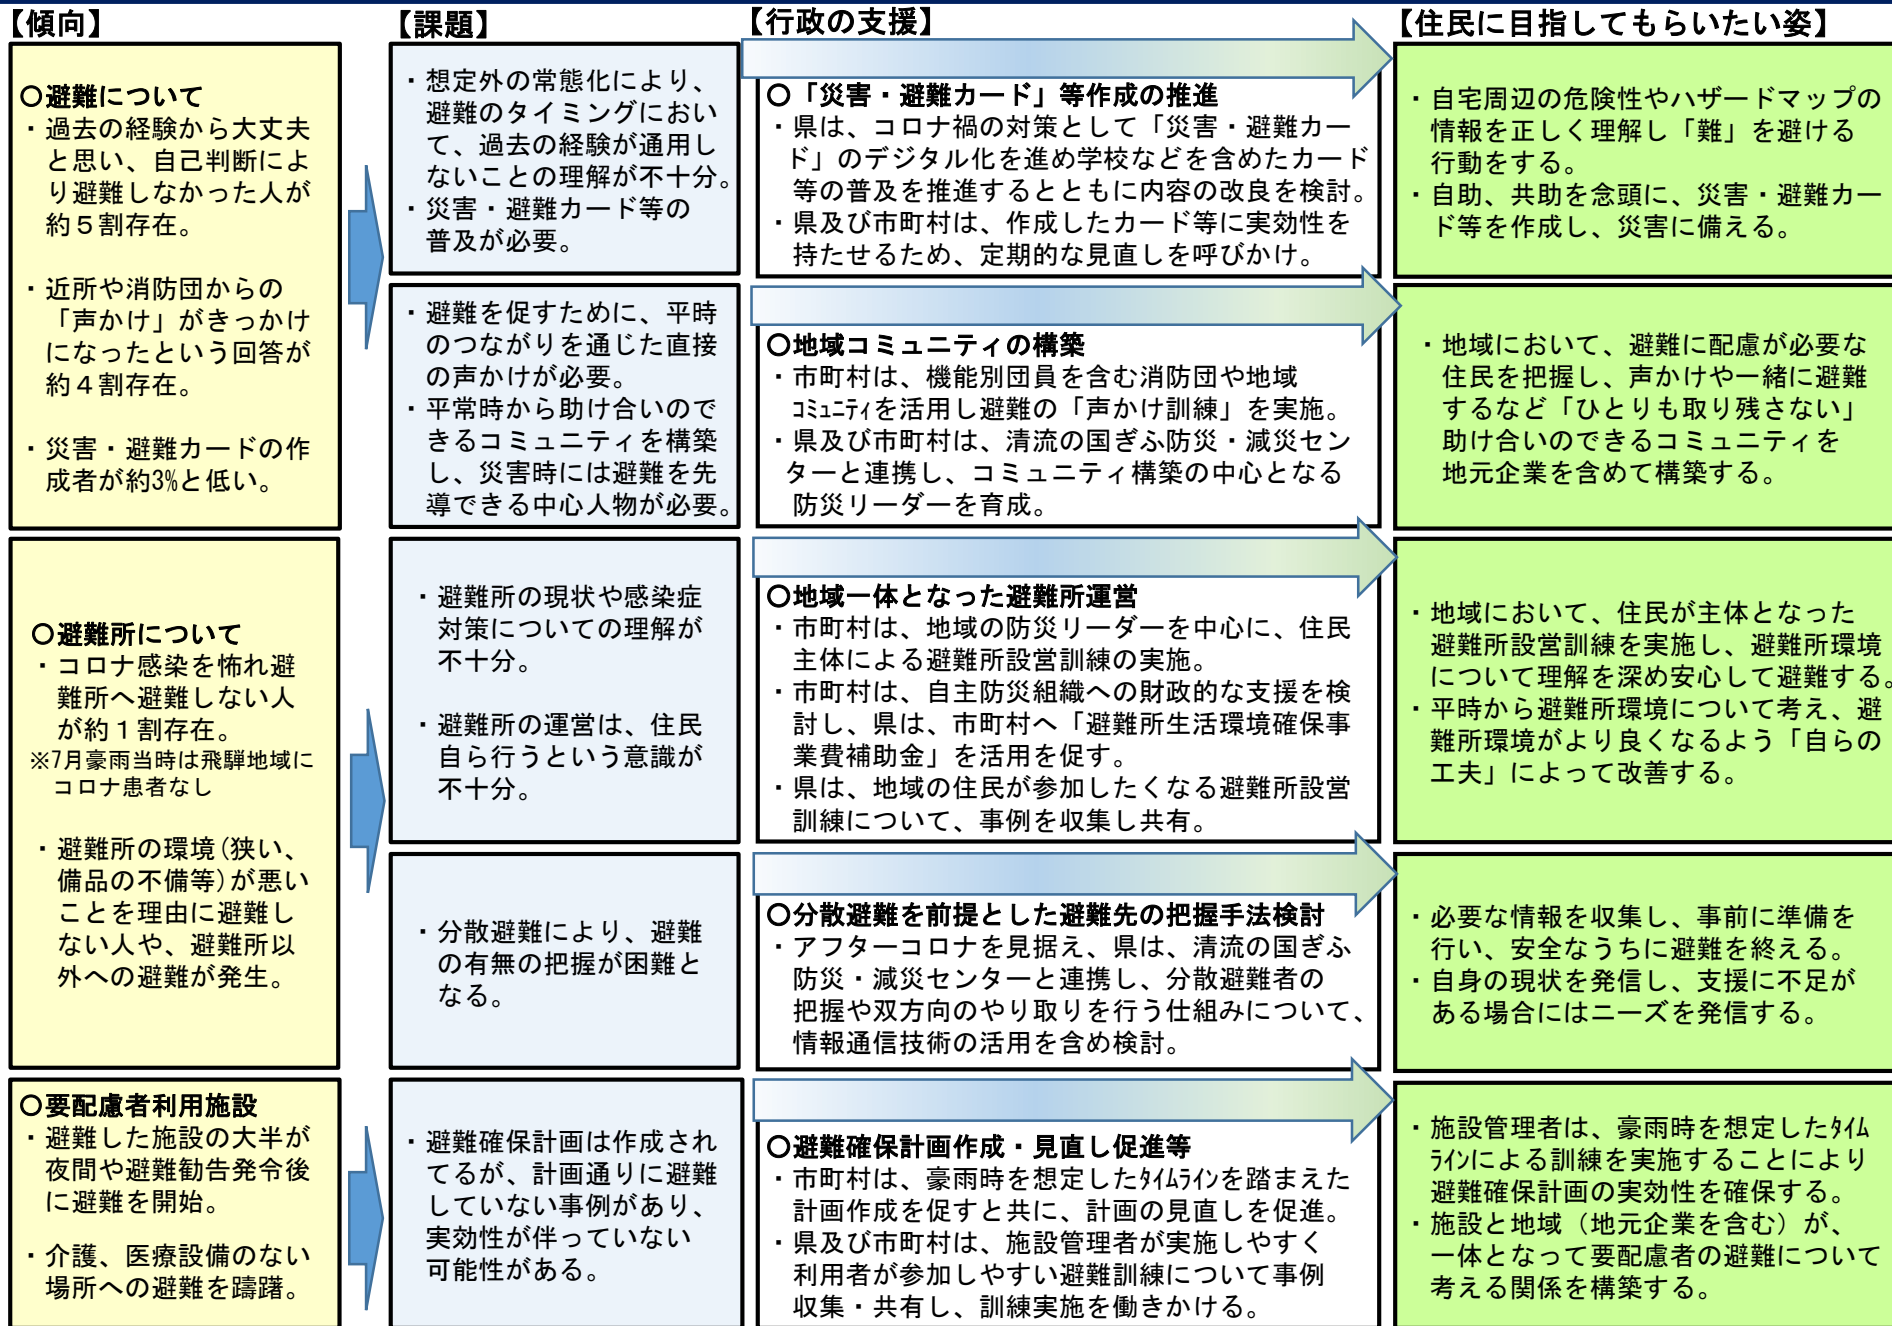 【傾向】
○避難について
・過去の経験から大丈夫
と思い、自己判断によ
り避難しなかった人が
約5割存在。
・近所や消防団からの
「声かけ」がきっかけ
になったという回答が
約4割存在。
・災害・避難カードの作
成者が約3%と低い。
○避難所について
・コロナ感染を怖れ避
難所へ避難しない人
が約1割存在。
※7月豪雨当時は飛騨地域に
コロナ患者なし
・避難所の環境(狭い、
備品の不備等)が悪い
ことを理由に避難し
ない人や、避難所以
外への避難が発生。
○要配慮者利用施設
・避難した施設の大半が
夜間や避難勧告発令後
に避難を開始。
・介護、医療設備のない
場所への避難を躊躇。
【課題】
・想定外の常態化により、
避難のタイミングにおい
て、過去の経験が通用し
ないことの理解が不十分。
・災害・避難カード等の
普及が必要。
・避難を促すために、平時
のつながりを通じた直接
の声かけが必要。
・平常時から助け合いので
きるコミュニティを構築
し、災害時には避難を先
導できる中心人物が必要。
・避難所の現状や感染症
対策についての理解が
不十分。
・避難所の運営は、住民
自ら行うという意識が
不十分。
・分散避難により、避難
の有無の把握が困難と
なる。
・避難確保計画は作成され
てるが、計画通りに避難
していない事例があり、
実効性が伴っていない
可能性がある。
【行政の支援】
○「災害・避難カード」等作成の推進
・県は、コロナ禍の対策として「災害・避難カー
ド」のデジタル化を進め学校などを含めたカード
等の普及を推進するとともに内容の改良を検討。
・県及び市町村は、作成したカード等に実効性を
持たせるため、定期的な見直しを呼びかけ。
○地域コミュニティの構築
・市町村は、機能別団員を含む消防団や地域
ｺﾐｭﾆﾃｨを活用し避難の「声かけ訓練」を実施。
・県及び市町村は、清流の国ぎふ防災・減災セン
ターと連携し、コミュニティ構築の中心となる
防災リーダーを育成。
○地域一体となった避難所運営
・市町村は、地域の防災リーダーを中心に、住民
主体による避難所設営訓練の実施。
・市町村は、自主防災組織への財政的な支援を検
討し、県は、市町村へ「避難所生活環境確保事
業費補助金」を活用を促す。
・県は、地域の住民が参加したくなる避難所設営
訓練について、事例を収集し共有。
○分散避難を前提とした避難先の把握手法検討
・アフターコロナを見据え、県は、清流の国ぎふ
防災・減災センターと連携し、分散避難者の
把握や双方向のやり取りを行う仕組みについて、
情報通信技術の活用を含め検討。
○避難確保計画作成・見直し促進等
・市町村は、豪雨時を想定したﾀｲﾑﾗｲﾝを踏まえた
計画作成を促すと共に、計画の見直しを促進。
・県及び市町村は、施設管理者が実施しやすく
利用者が参加しやすい避難訓練について事例
収集・共有し、訓練実施を働きかける。
【住民に目指してもらいたい姿】
・自宅周辺の危険性やハザードマップの
情報を正しく理解し「難」を避ける
行動をする。
・自助、共助を念頭に、災害・避難カー
ド等を作成し、災害に備える。
・地域において、避難に配慮が必要な
住民を把握し、声かけや一緒に避難
するなど「ひとりも取り残さない」
助け合いのできるコミュニティを
地元企業を含めて構築する。
・地域において、住民が主体となった
避難所設営訓練を実施し、避難所環境
について理解を深め安心して避難する。
・平時から避難所環境について考え、避
難所環境がより良くなるよう「自らの
工夫」によって改善する。
・必要な情報を収集し、事前に準備を
行い、安全なうちに避難を終える。
・自身の現状を発信し、支援に不足が
ある場合にはニーズを発信する。
・施設管理者は、豪雨時を想定したﾀｲﾑ
ﾗｲﾝによる訓練を実施することにより
避難確保計画の実効性を確保する。
・施設と地域（地元企業を含む）が、
一体となって要配慮者の避難について
考える関係を構築する。